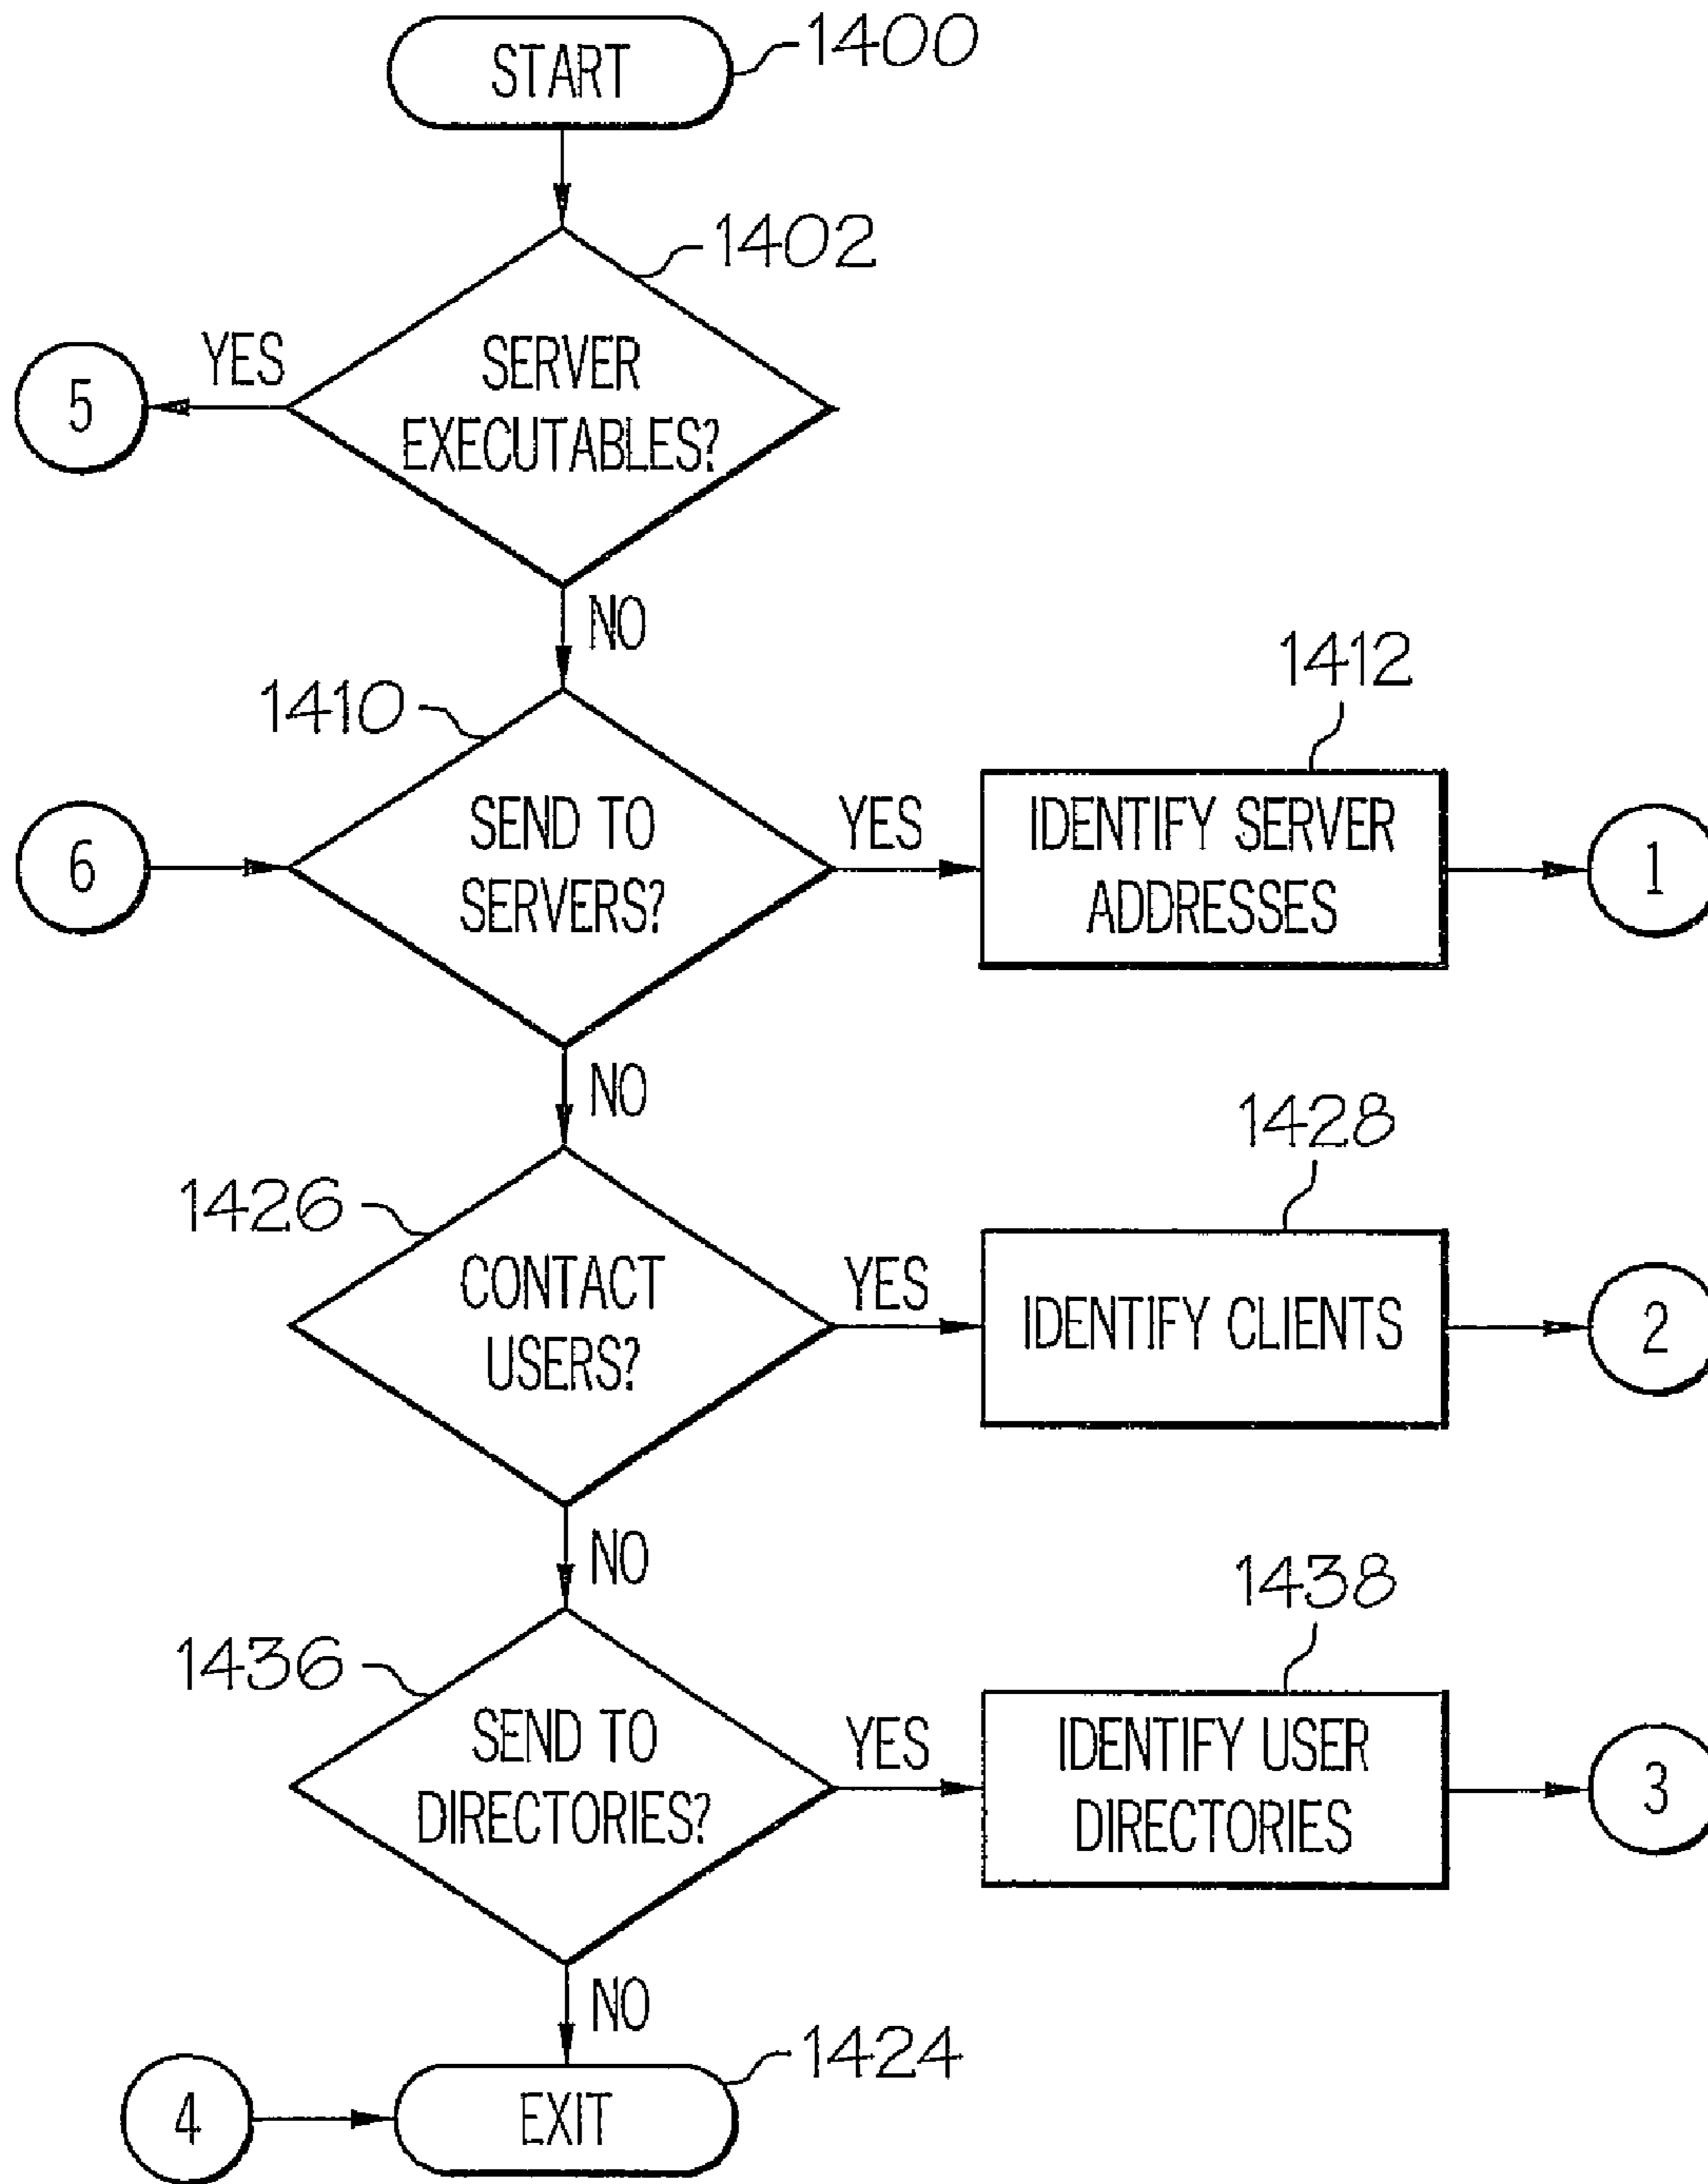 START
1400
1402
SERVER
EXECUTABLES?
YES
5
NO
1410
SEND TO
SERVERS?
6
YES
1412
IDENTIFY SERVER
ADDRESSES
1
NO
1426
CONTACT
USERS?
YES
1428
IDENTIFY CLIENTS
2
NO
1436
SEND TO
DIRECTORIES?
YES
1438
IDENTIFY USER
DIRECTORIES
3
NO
1424
4
EXIT